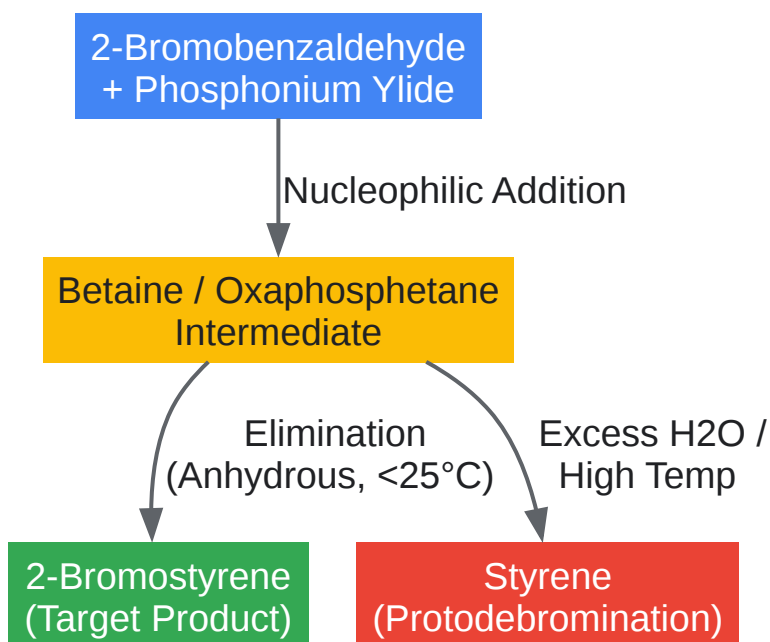 2-Bromobenzaldehyde
+ Phosphonium Ylide
Nucleophilic Addition
Betaine / Oxaphosphetane
Intermediate
Elimination
(Anhydrous, <25°C)
Excess H2O /
High Temp
2-Bromostyrene
(Target Product)
Styrene
(Protodebromination)